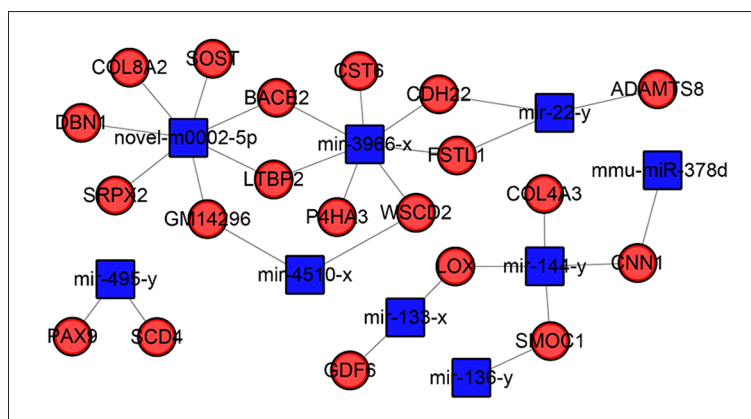 SOST
COL8A2
CST6
BACE2
CDH22
ADAMTS8
DBN1
novel-m0002-5p
mir-3966-x
mir-22-y
FSTL1
mmu-miR-378d
SRPX2
LTBP2
COL4A3
GM14296
P4HA3
WSCD2
mir-495-y
mir-4510-x
LOX
mir-144-y
CNN1
mir-133-x
PAX9
SCD4
SMOC1
GDF6
mir-136-y